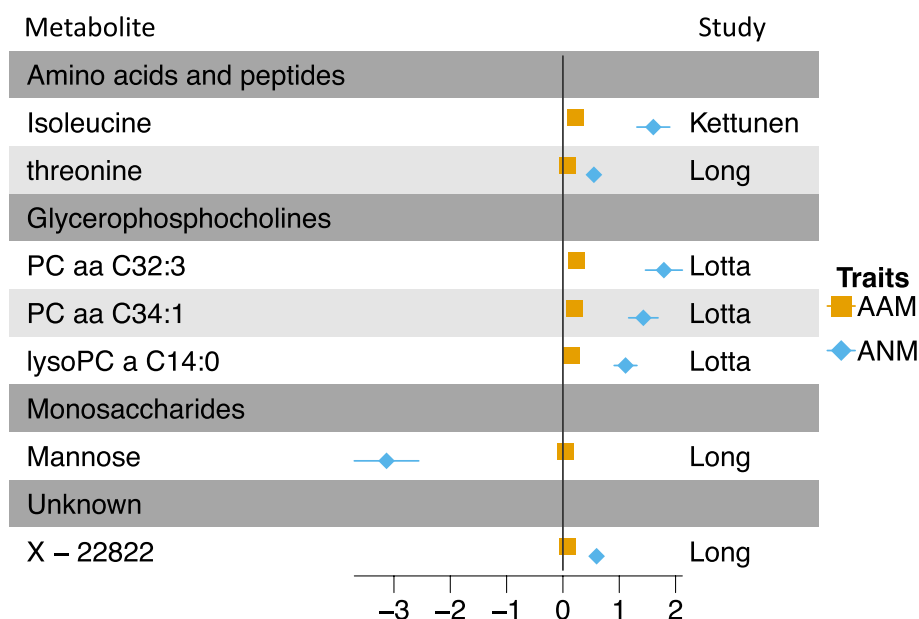 Metabolite Study
Amino acids and peptides
Isoleucine Kettunen
threonine Long
Glycerophosphocholines
PC aa C32:3 Lotta
PC aa C34:1 Lotta
lysoPC a C14:0 Lotta
Monosaccharides
Mannose Long
Unknown
X – 22822 Long
−3 −2 −1 0 1 2
Traits
AAM
ANM